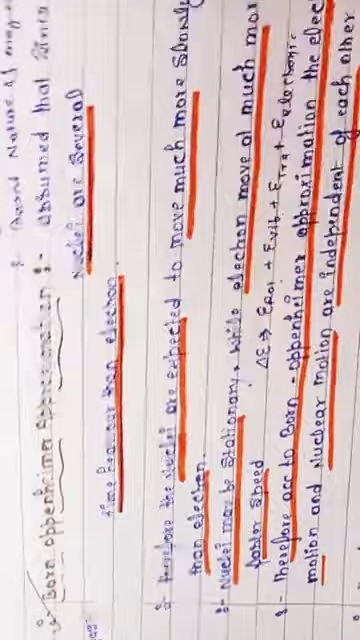 Born oppenheimer Approximation :- assumed that since
Nuclei are several
time heavier than electron.
:- therefore the Nuclei are expected to move much more slowly
than electron.
:- Nuclei may be stationary, while electron move at much more
faster speed
ΔE ⇒ Erot + Evib + Etra + Eelectronic
:- Therefore acc to Born - oppenheimer approximation the elec
motion and Nuclear motion are independent of each other